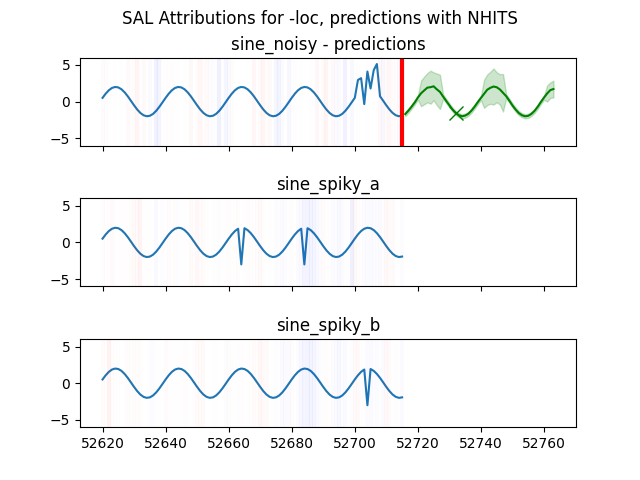 SAL Attributions for -loc, predictions with NHITS
sine_noisy - predictions
5
0
−5
sine_spiky_a
5
0
−5
sine_spiky_b
5
0
−5
52620 52640 52660 52680 52700 52720 52740 52760